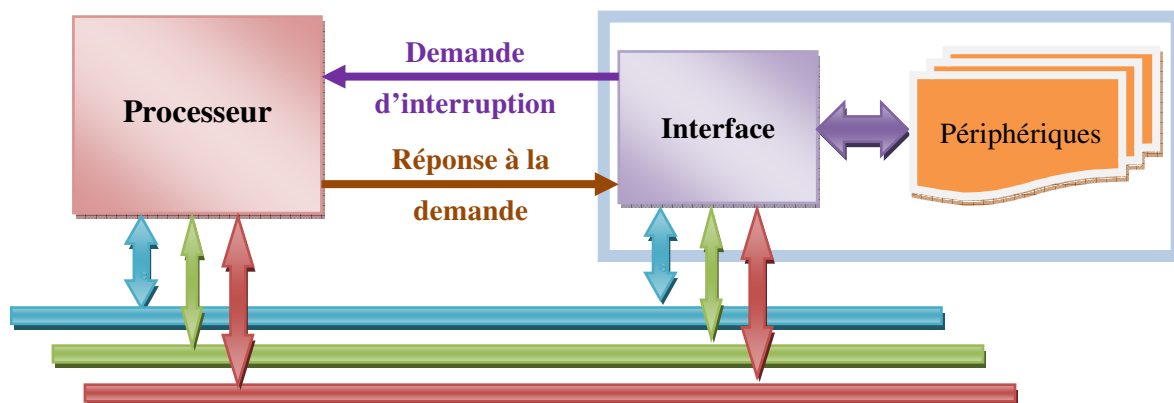 Processeur
Demande
d’interruption
Réponse à la
demande
Interface
Périphériques